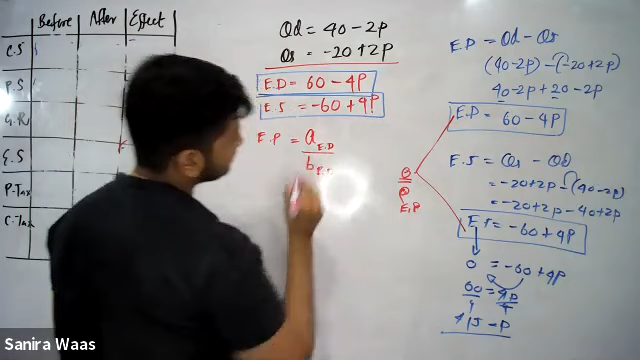 Before After Effect
C.S
P.S
G.R
E.S
P.Tax
C.Tax
Qd = 40 - 2p
Qs = -20 + 2p
E.D = 60 - 4P
E.S = -60 + 4P
E.P = a E.D
b E.S
0
E.P
E.D = Qd - Qs
(40-2p) - (-20+2p)
40 - 2p + 20 - 2p
E.D = 60 - 4P
E.S = Qs - Qd
= -20+2p - (40-2p)
= -20+2p - 40+2p
E.S = -60 + 4P
0 = -60 + 4p
60 = 4p
4 4
15 = P
Sanira Waas